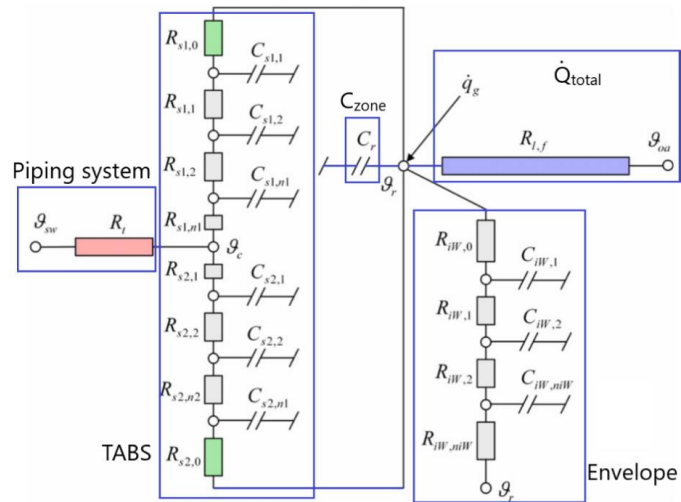 R_{s1,0}
C_{s1,1}
R_{s1,1}
C_{s1,2}
R_{s1,2}
C_{s1,n1}
R_{s1,n1}
Piping system
ϑ_{sw}
R_t
ϑ_c
R_{s2,1}
C_{s2,1}
R_{s2,2}
C_{s2,2}
R_{s2,n2}
C_{s2,n1}
R_{s2,0}
TABS
C_{zone}
C_r
q̇_g
ϑ_r
Q̇_{total}
R_{l,f}
ϑ_{oa}
R_{iW,0}
C_{iW,1}
R_{iW,1}
C_{iW,2}
R_{iW,2}
C_{iW,niW}
R_{iW,niW}
ϑ_r
Envelope